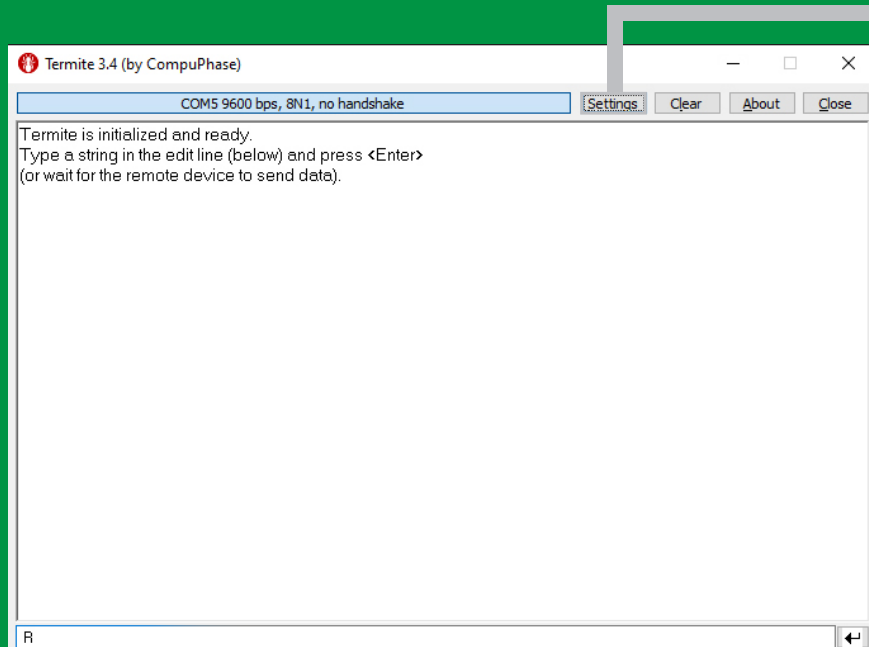 Termite 3.4 (by CompuPhase)
COM5 9600 bps, 8N1, no handshake Settings Clear About Close
Termite is initialized and ready.
Type a string in the edit line (below) and press <Enter>
(or wait for the remote device to send data).
R